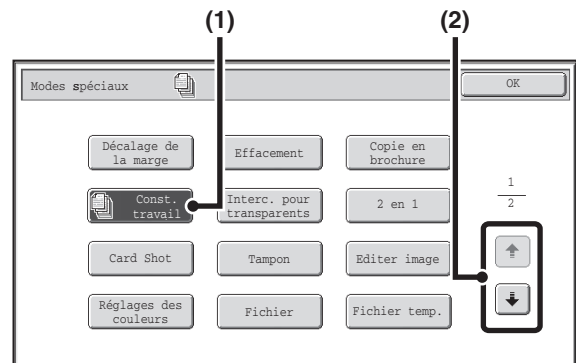 (1)
(2)
Modes spéciaux
OK
Décalage de
la marge
Effacement
Copie en
brochure
Const.
travail
Interc. pour
transparents
2 en 1
1
2
Card Shot
Tampon
Editer image
Réglages des
couleurs
Fichier
Fichier temp.